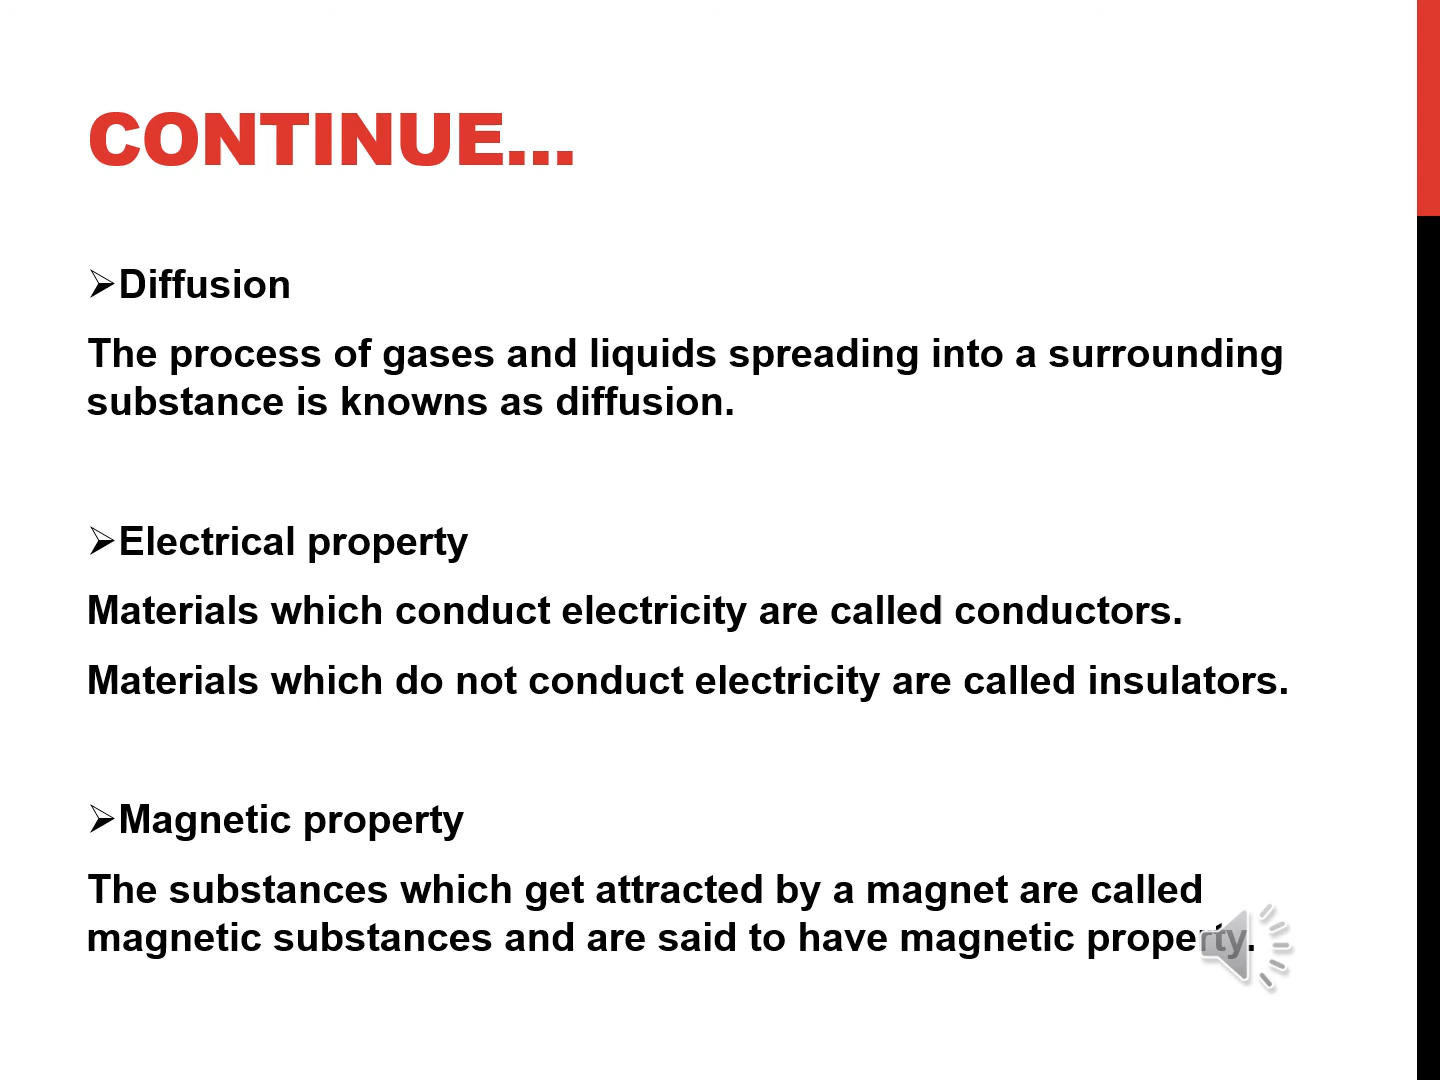 CONTINUE...
➢Diffusion
The process of gases and liquids spreading into a surrounding
substance is knowns as diffusion.
➢Electrical property
Materials which conduct electricity are called conductors.
Materials which do not conduct electricity are called insulators.
➢Magnetic property
The substances which get attracted by a magnet are called
magnetic substances and are said to have magnetic property.